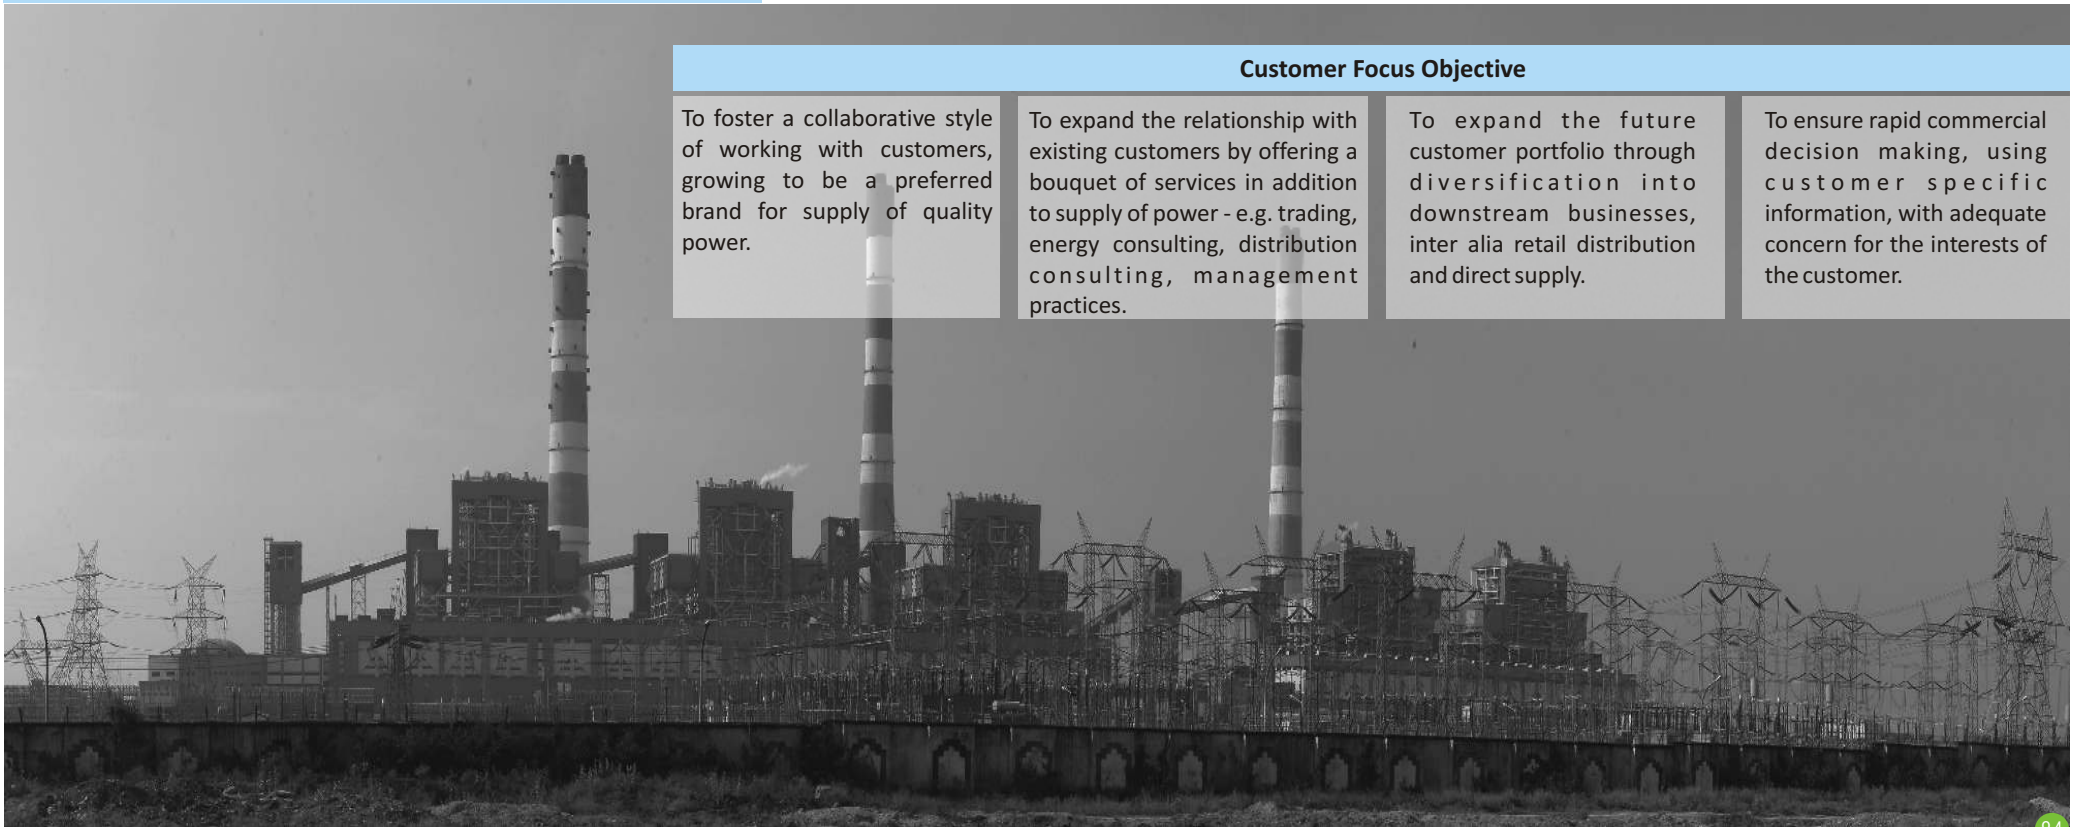 Customer Focus Objective
To foster a collaborative style
of working with customers,
growing to be a preferred
brand for supply of quality
power.
To expand the relationship with
existing customers by offering a
bouquet of services in addition
to supply of power - e.g. trading,
energy consulting, distribution
consulting, management
practices.
To expand the future
customer portfolio through
diversification into
downstream businesses,
inter alia retail distribution
and direct supply.
To ensure rapid commercial
decision making, using
customer specific
information, with adequate
concern for the interests of
the customer.